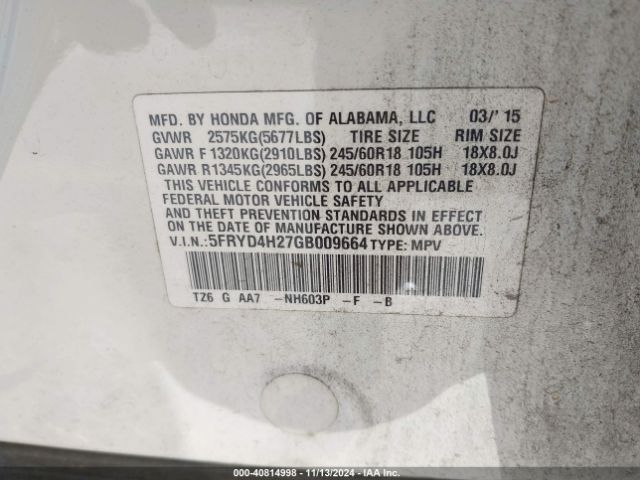 MFD. BY HONDA MFG. OF ALABAMA, LLC 03/'15
GVWR 2575KG(5677LBS) TIRE SIZE RIM SIZE
GAWR F 1320KG(2910LBS) 245/60R18 105H 18X8.0J
GAWR R1345KG(2965LBS) 245/60R18 105H 18X8.0J
THIS VEHICLE CONFORMS TO ALL APPLICABLE
FEDERAL MOTOR VEHICLE SAFETY
AND THEFT PREVENTION STANDARDS IN EFFECT
ON THE DATE OF MANUFACTURE SHOWN ABOVE
V.I.N.:5FRYD4H27GB009664 TYPE: MPV
TZ6 G AA7 -NH603P -F -B
000-40814998 - 11/13/2024 - IAA Inc.